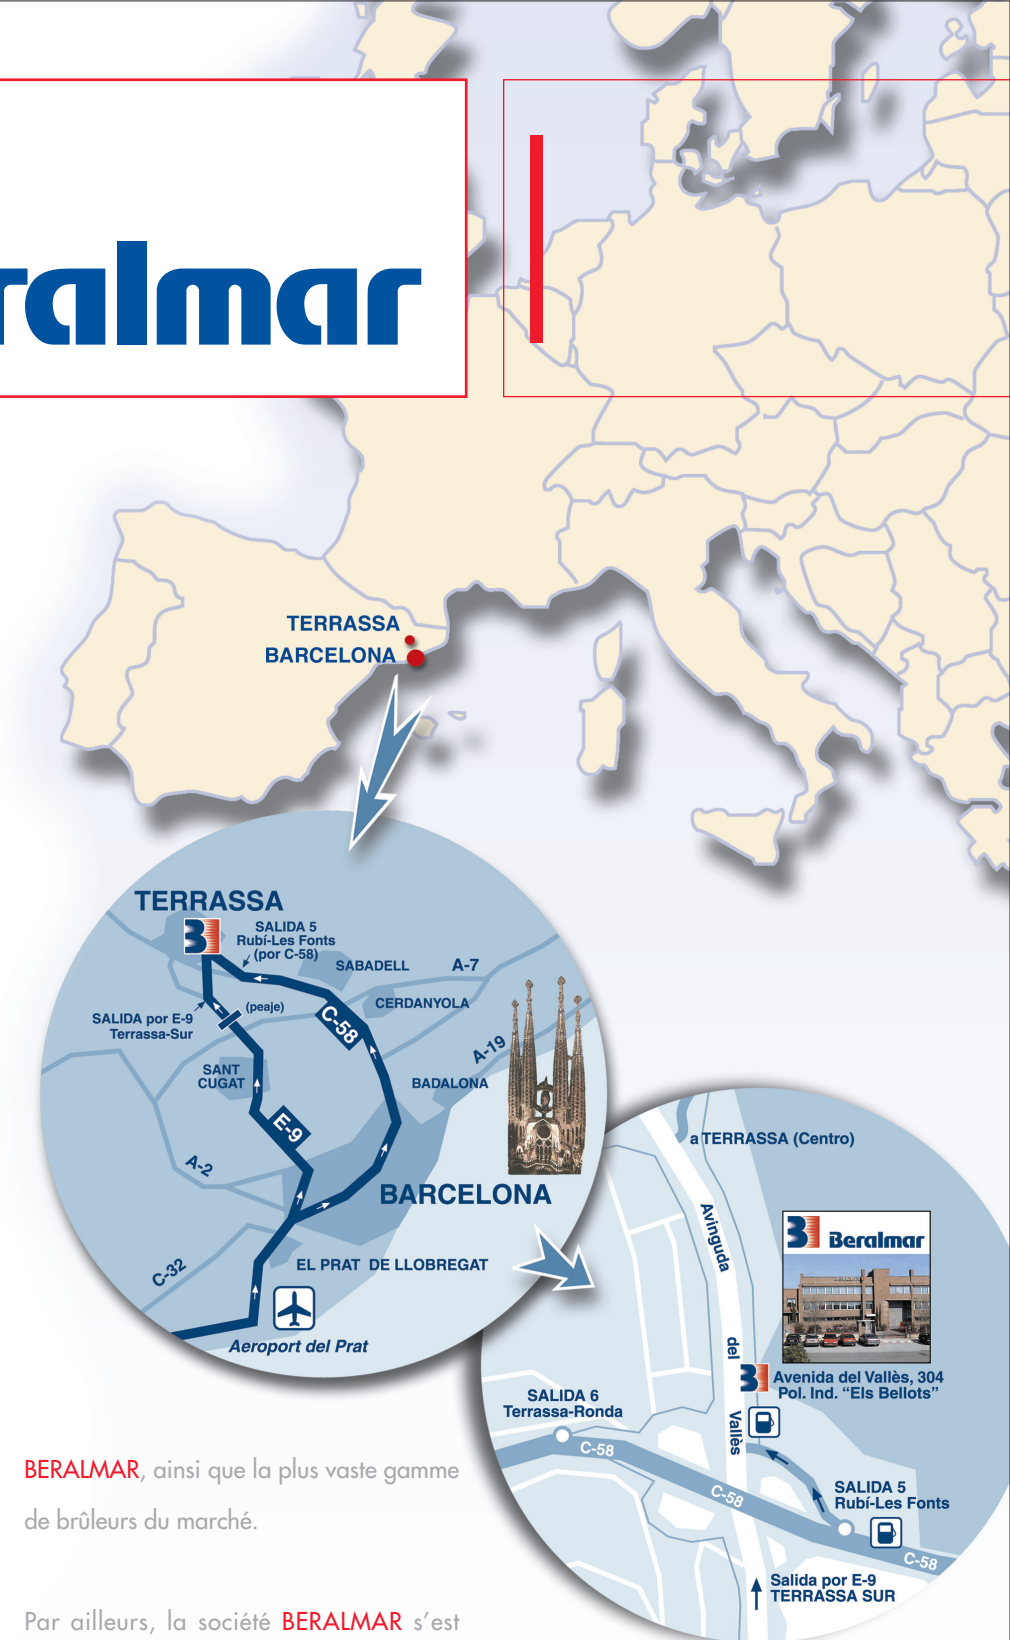 ralmar
TERRASSA
BARCELONA
TERRASSA
SALIDA 5
Rubí-Les Fonts
(por C-58)
SABADELL
A-7
CERDANYOLA
(peaje)
SALIDA por E-9
Terrassa-Sur
C-58
A-19
SANT
CUGAT
BADALONA
E-9
A-2
BARCELONA
C-32
EL PRAT DE LLOBREGAT
Aeroport del Prat
a TERRASSA (Centro)
Avinguda
del
Vallès
Beralmar
Avenida del Vallès, 304
Pol. Ind. “Els Bellots”
SALIDA 6
Terrassa-Ronda
C-58
C-58
SALIDA 5
Rubí-Les Fonts
C-58
Salida por E-9
TERRASSA SUR
BERALMAR, ainsi que la plus vaste gamme
de brûleurs du marché.
Par ailleurs, la société BERALMAR s’est